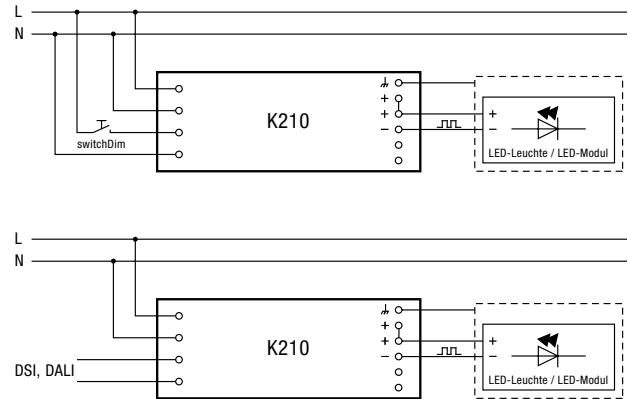 L
N
switchDim
K210
+
+
−
+
−
LED-Leuchte / LED-Modul
L
N
DSI, DALI
K210
+
+
−
+
−
LED-Leuchte / LED-Modul